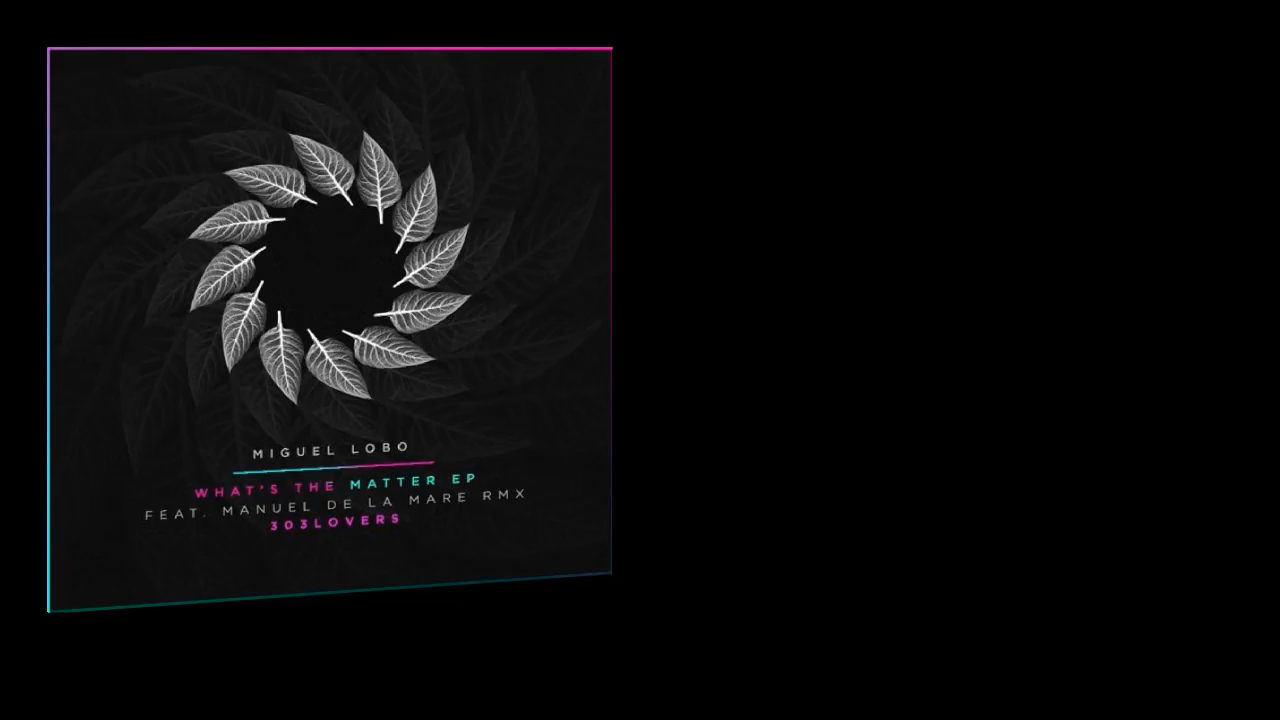 MIGUEL LOBO
WHAT'S THE MATTER EP
FEAT. MANUEL DE LA MARE RMX
303LOVERS